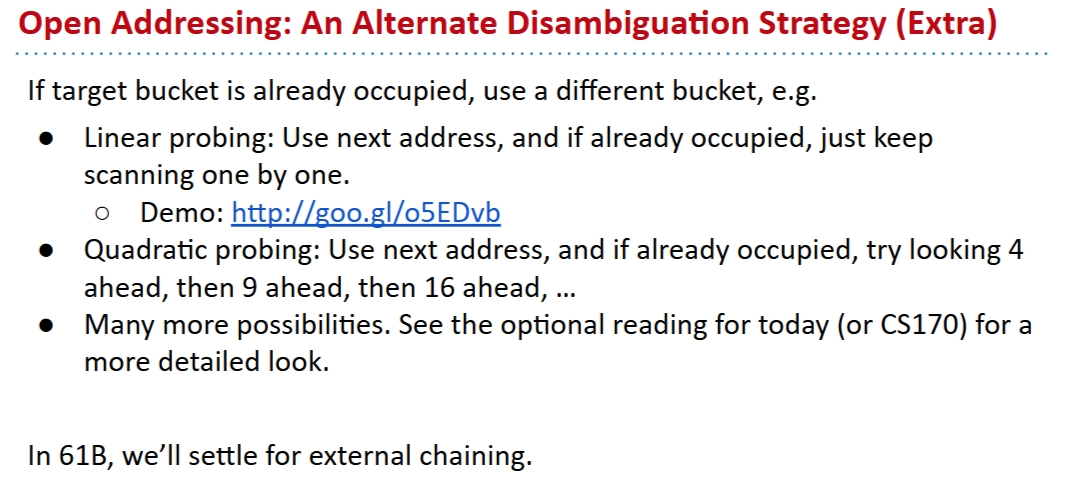 Open Addressing: An Alternate Disambiguation Strategy (Extra)
If target bucket is already occupied, use a different bucket, e.g.
● Linear probing: Use next address, and if already occupied, just keep
scanning one by one.
○ Demo: http://goo.gl/o5EDvb
● Quadratic probing: Use next address, and if already occupied, try looking 4
ahead, then 9 ahead, then 16 ahead, ...
● Many more possibilities. See the optional reading for today (or CS170) for a
more detailed look.
In 61B, we’ll settle for external chaining.